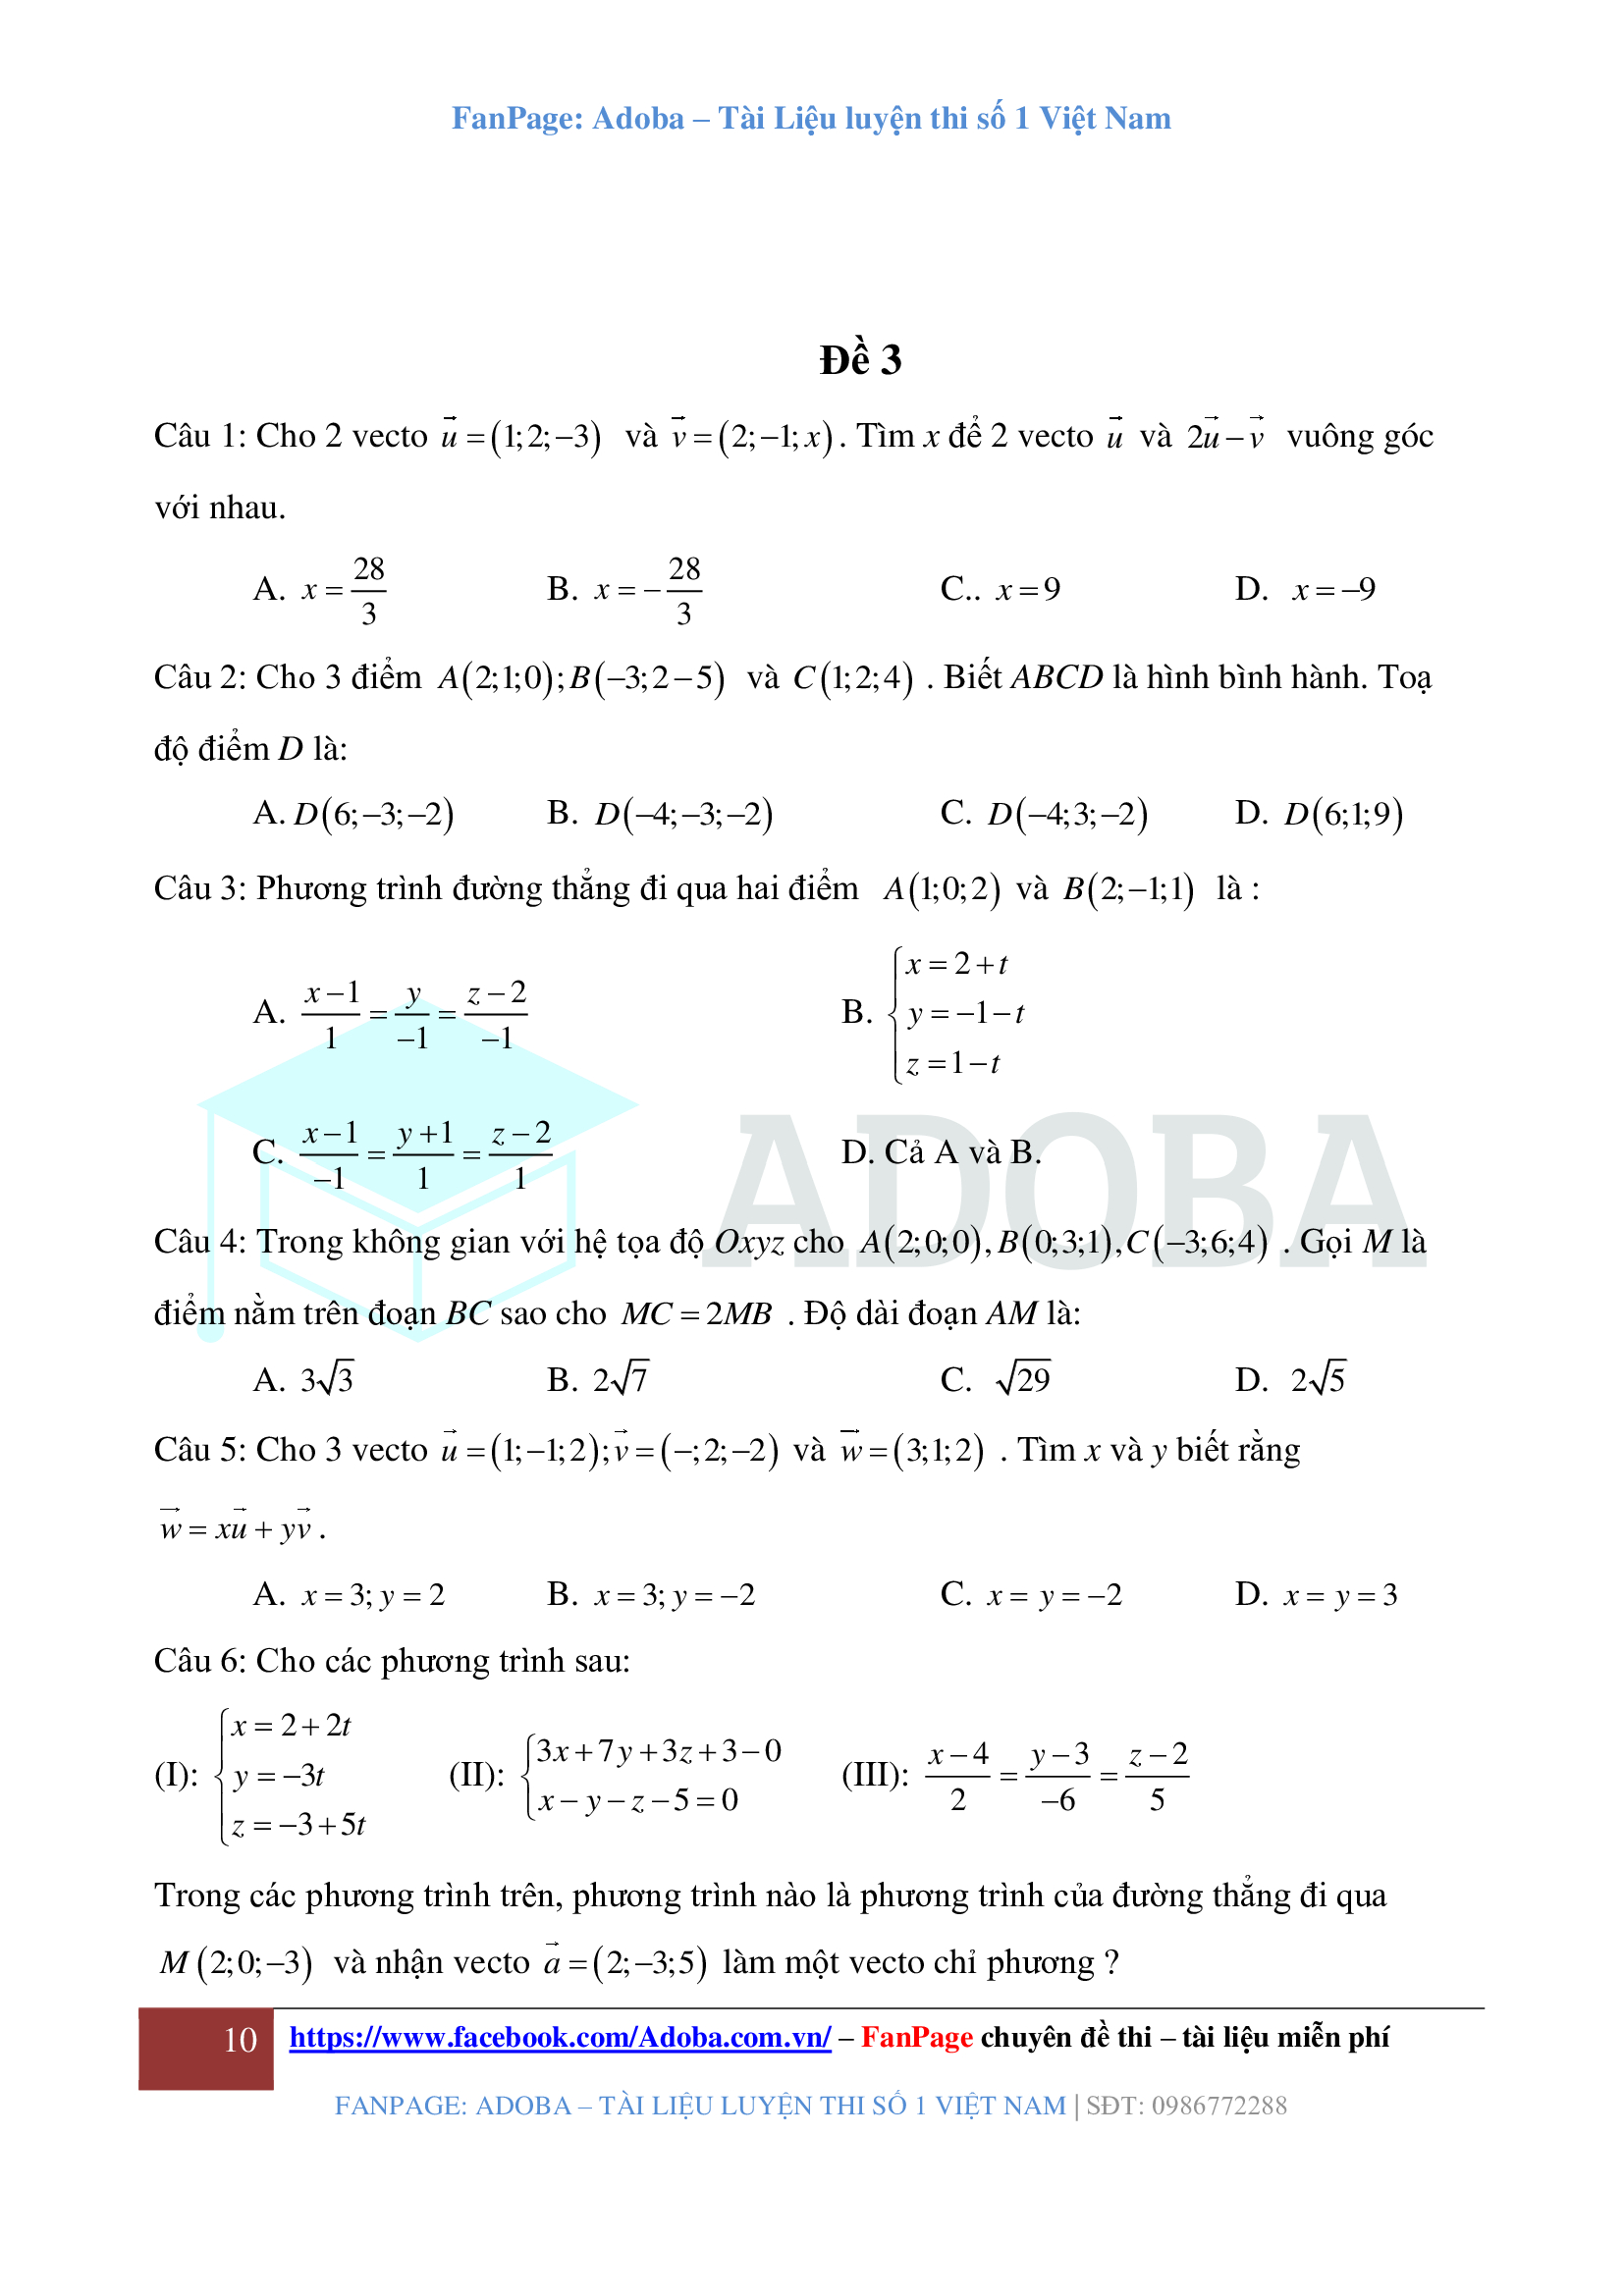 FanPage: Adoba – Tài Liệu luyện thi số 1 Việt Nam
Đề 3
Câu 1: Cho 2 vecto $\vec{u}=(1;2;-3)$ và $\vec{v}=(2;-1;x)$. Tìm x để 2 vecto $\vec{u}$ và $2\vec{u}-\vec{v}$ vuông góc
với nhau.
A. $x=\frac{28}{3}$ B. $x=-\frac{28}{3}$ C.. $x=9$ D. $x=-9$
Câu 2: Cho 3 điểm $A(2;1;0);B(-3;2-5)$ và $C(1;2;4)$ . Biết ABCD là hình bình hành. Toạ
độ điểm D là:
A. $D(6;-3;-2)$ B. $D(-4;-3;-2)$ C. $D(-4;3;-2)$ D. $D(6;1;9)$
Câu 3: Phương trình đường thẳng đi qua hai điểm $A(1;0;2)$ và $B(2;-1;1)$ là :
A. $\frac{x-1}{1}=\frac{y}{-1}=\frac{z-2}{-1}$ B. $\begin{cases}x=2+t\\y=-1-t\\z=1-t\end{cases}$
C. $\frac{x-1}{-1}=\frac{y+1}{1}=\frac{z-2}{1}$ D. Cả A và B.
ADOBA
Câu 4: Trong không gian với hệ tọa độ Oxyz cho $A(2;0;0),B(0;3;1),C(-3;6;4)$ . Gọi M là
điểm nằm trên đoạn BC sao cho $MC=2MB$ . Độ dài đoạn AM là:
A. $3\sqrt{3}$ B. $2\sqrt{7}$ C. $\sqrt{29}$ D. $2\sqrt{5}$
Câu 5: Cho 3 vecto $\vec{u}=(1;-1;2);\vec{v}=(-;2;-2)$ và $\vec{w}=(3;1;2)$ . Tìm x và y biết rằng
$\vec{w}=x\vec{u}+y\vec{v}$ .
A. $x=3;y=2$ B. $x=3;y=-2$ C. $x=y=-2$ D. $x=y=3$
Câu 6: Cho các phương trình sau:
(I): $\begin{cases}x=2+2t\\y=-3t\\z=-3+5t\end{cases}$ (II): $\begin{cases}3x+7y+3z+3-0\\x-y-z-5=0\end{cases}$ (III): $\frac{x-4}{2}=\frac{y-3}{-6}=\frac{z-2}{5}$
Trong các phương trình trên, phương trình nào là phương trình của đường thẳng đi qua
$M(2;0;-3)$ và nhận vecto $\vec{a}=(2;-3;5)$ làm một vecto chỉ phương ?
10 https://www.facebook.com/Adoba.com.vn/ – FanPage chuyên đề thi – tài liệu miễn phí
FANPAGE: ADOBA – TÀI LIỆU LUYỆN THI SỐ 1 VIỆT NAM | SĐT: 0986772288